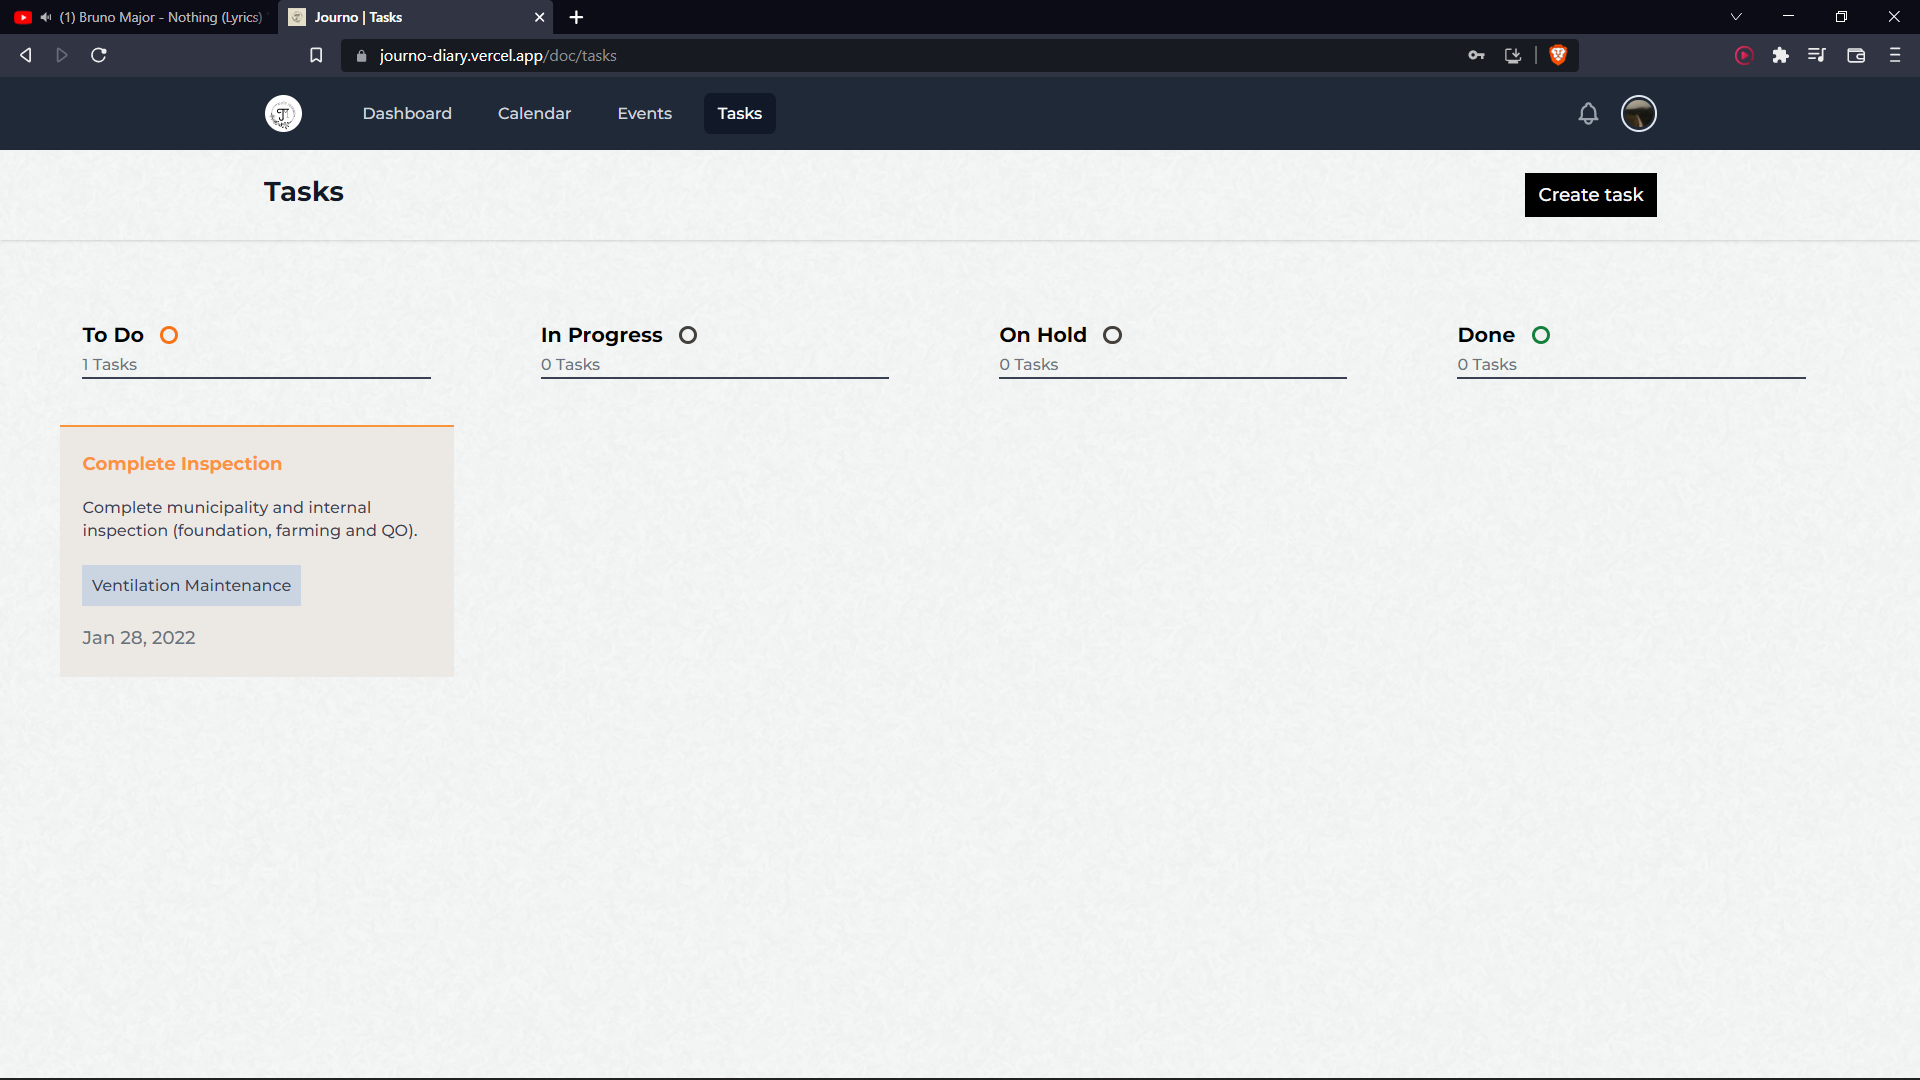 (1) Bruno Major - Nothing (Lyrics)
Journo | Tasks
journo-diary.vercel.app/doc/tasks
Dashboard
Calendar
Events
Tasks
Tasks
Create task
To Do
1 Tasks
In Progress
0 Tasks
On Hold
0 Tasks
Done
0 Tasks
Complete Inspection
Complete municipality and internal
inspection (foundation, farming and QO).
Ventilation Maintenance
Jan 28, 2022